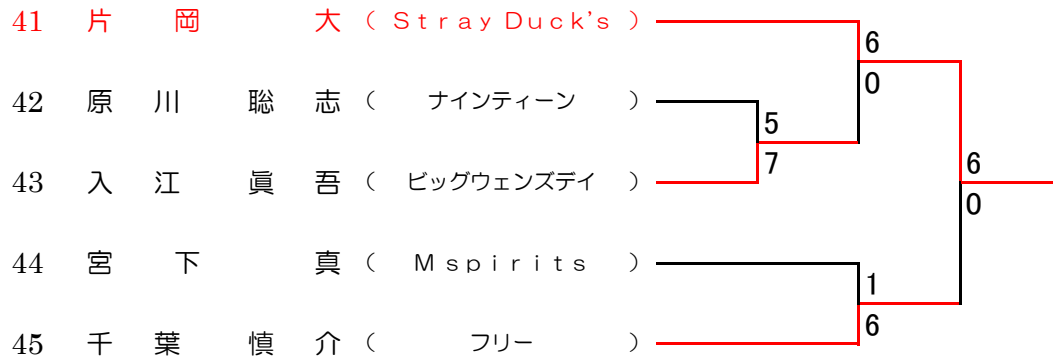 41 片岡 大 ( Stray Duck's )
6
0
42 原川 聡志 ( ナインティーン )
5
7
6
0
43 入江 眞吾 ( ビッグウェンズデイ )
44 宮下 真 ( Mspirits )
1
6
45 千葉 慎介 ( フリー )